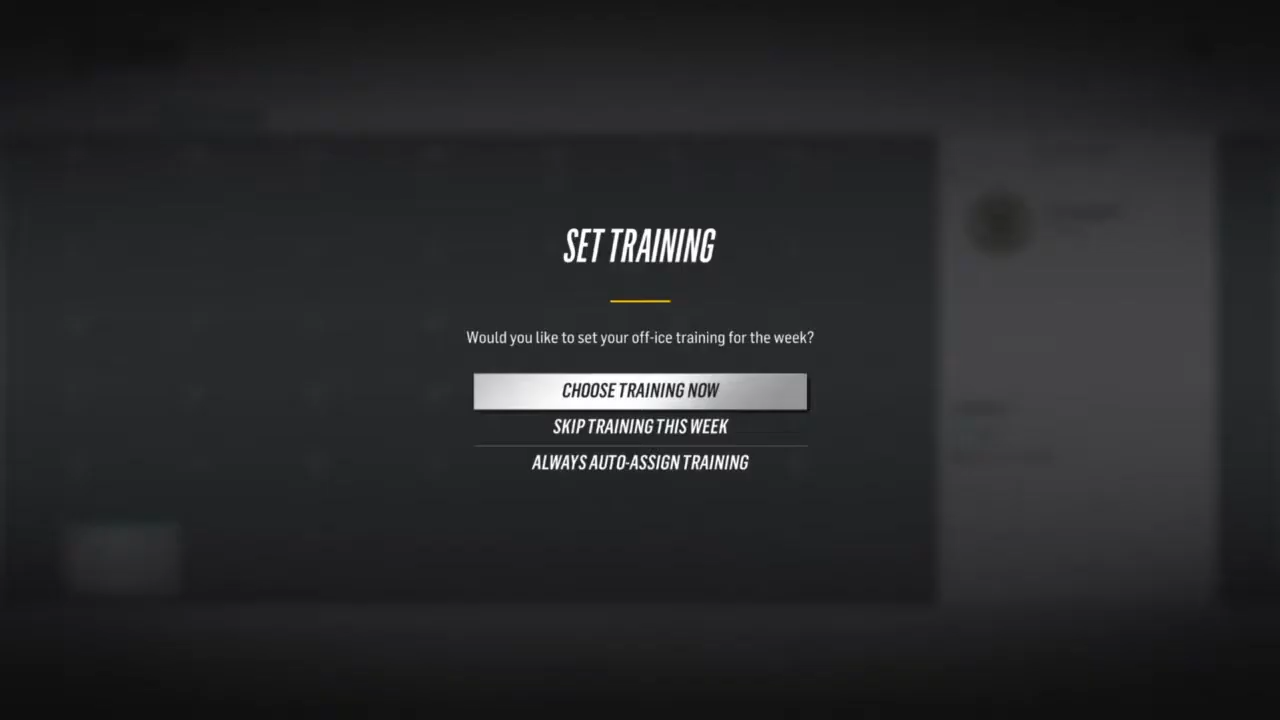 SET TRAINING
Would you like to set your off-ice training for the week?
CHOOSE TRAINING NOW
SKIP TRAINING THIS WEEK
ALWAYS AUTO-ASSIGN TRAINING